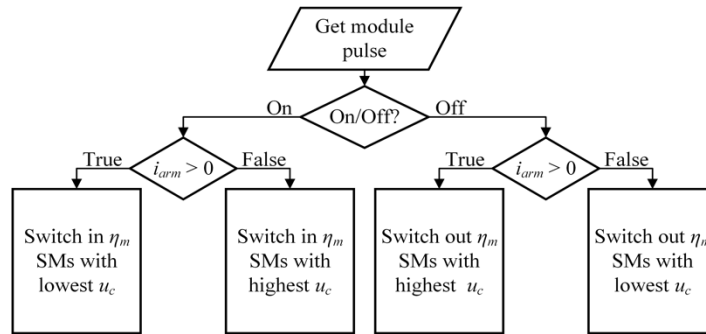 Get module
pulse
On
On/Off?
Off
True
i_arm > 0
False
True
i_arm > 0
False
Switch in η_m
SMs with
lowest u_c
Switch in η_m
SMs with
highest u_c
Switch out η_m
SMs with
highest u_c
Switch out η_m
SMs with
lowest u_c